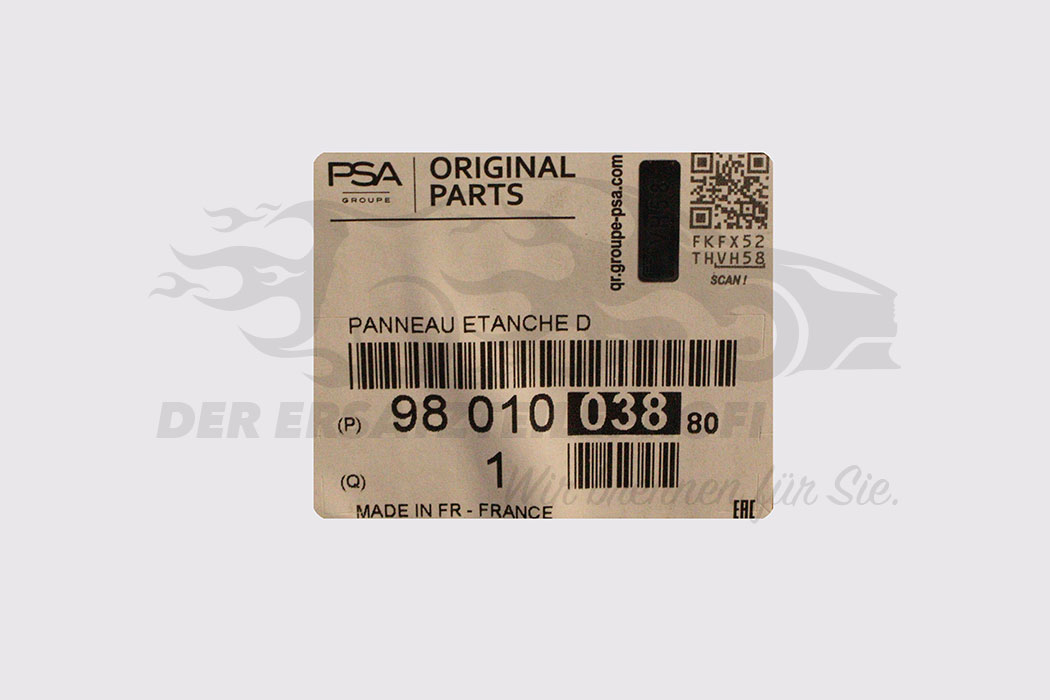 PSA
GROUPE
ORIGINAL
PARTS
qr.groupe-psa.com
FKFX52
THVH58
SCAN!
PANNEAU ETANCHE D
(P) 98 010 038 80
(Q) 1
MADE IN FR - FRANCE
EAC
DER ERSATZTEILEPROFI
Wir brennen für Sie.